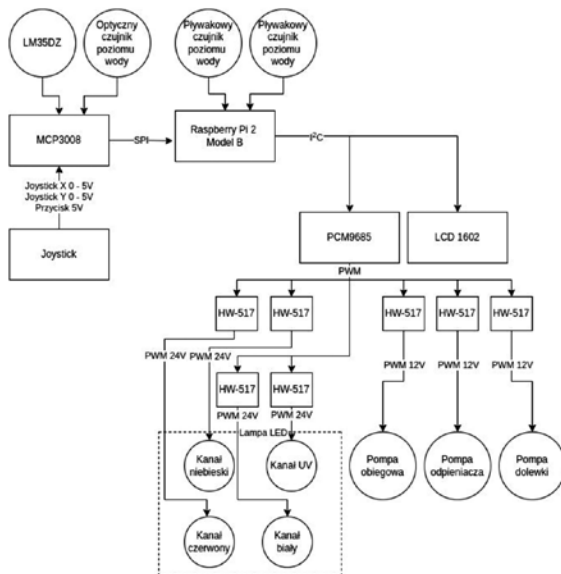 LM35DZ
Optyczny
czujnik
poziomu
wody
Pływakowy
czujnik
poziomu
wody
Pływakowy
czujnik
poziomu
wody
MCP3008
SPI
Raspberry Pi 2
Model B
I²C
Joystick X 0 - 5V
Joystick Y 0 - 5V
Przycisk 5V
Joystick
PCM9685
LCD 1602
PWM
HW-517
HW-517
HW-517
HW-517
HW-517
PWM 24V
PWM 24V
PWM 12V
PWM 12V
PWM 12V
HW-517
HW-517
PWM 24V
PWM 24V
Lampa LED
Kanał
niebieski
Kanał UV
Pompa
obiegowa
Pompa
odpieniacza
Pompa
dolewki
Kanał
czerwony
Kanał
biały